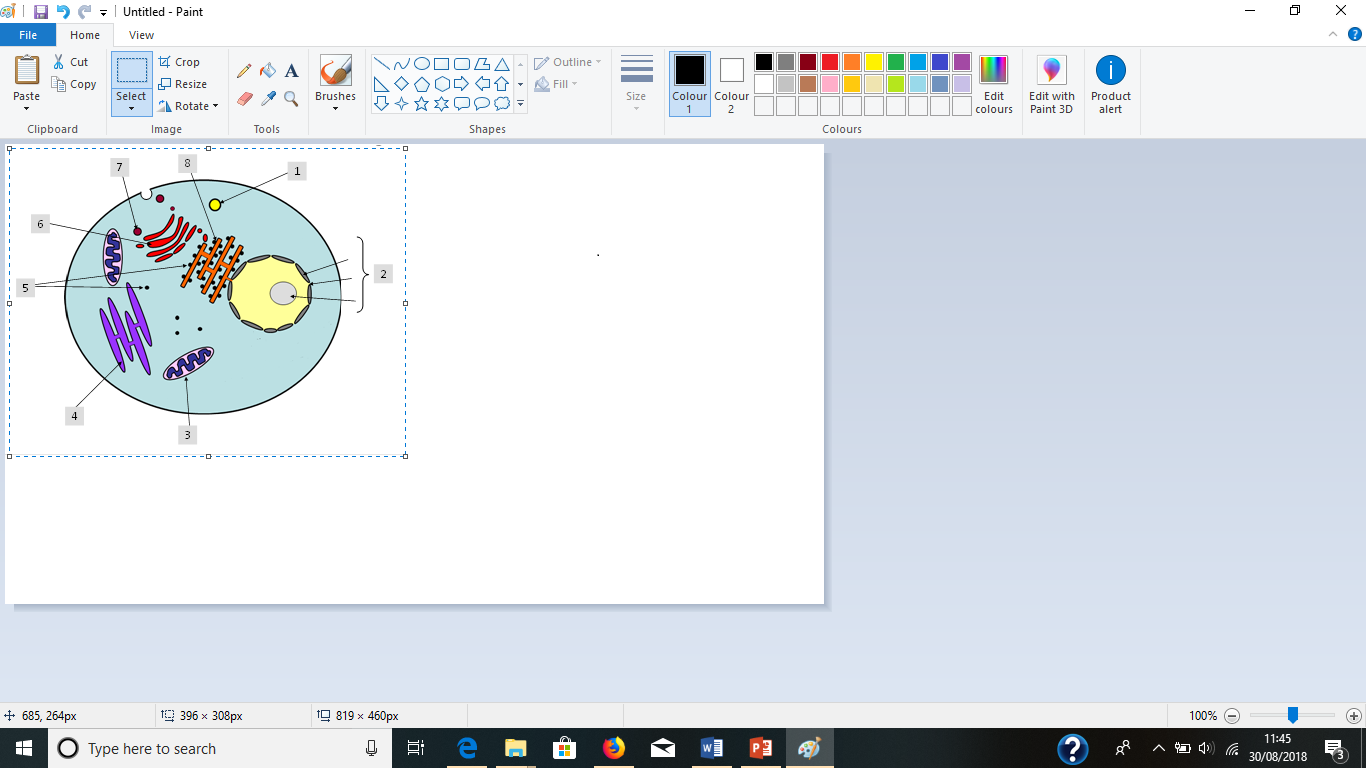 Untitled - Paint
File Home View
Paste Cut Copy Clipboard
Select Crop Resize Rotate Image
Tools
Brushes
Outline Fill Shapes
Size
Colour 1 Colour 2 Edit colours Colours
Edit with Paint 3D
Product alert
7 8 1
6
2
5
4
3
685, 264px 396 × 308px 819 × 460px 100%
Type here to search
11:45
30/08/2018
3